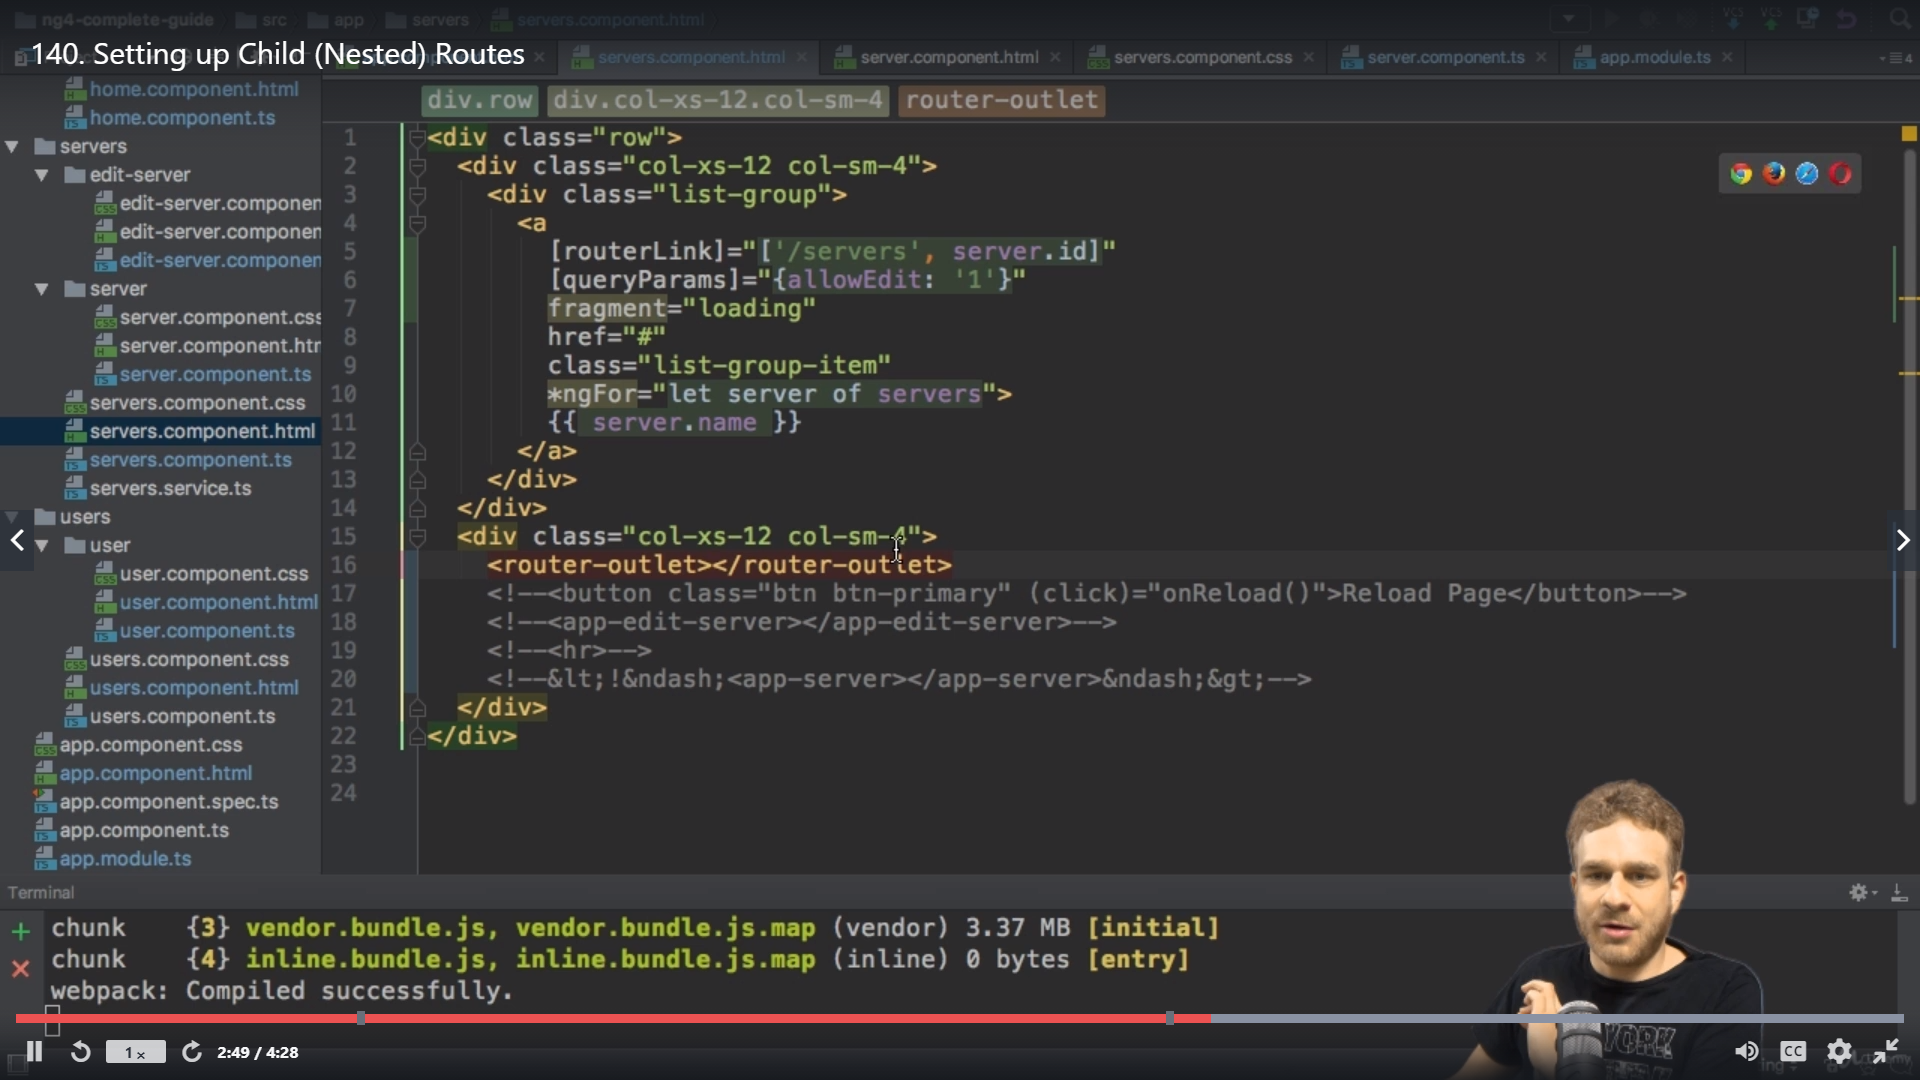 ng4-complete-guide src app servers servers.component.html
140. Setting up Child (Nested) Routes
servers.component.html server.component.html servers.component.css server.component.ts app.module.ts
home.component.html
home.component.ts
servers
edit-server
edit-server.componen
edit-server.componen
edit-server.componen
server
server.component.css
server.component.htr
server.component.ts
servers.component.css
servers.component.html
servers.component.ts
servers.service.ts
users
user
user.component.css
user.component.html
user.component.ts
users.component.css
users.component.html
users.component.ts
app.component.css
app.component.html
app.component.spec.ts
app.component.ts
app.module.ts
div.row div.col-xs-12.col-sm-4 router-outlet
1 <div class="row">
2 <div class="col-xs-12 col-sm-4">
3 <div class="list-group">
4 <a
5 [routerLink]="['/servers', server.id]"
6 [queryParams]="{allowEdit: '1'}"
7 fragment="loading"
8 href="#"
9 class="list-group-item"
10 *ngFor="let server of servers">
11 {{ server.name }}
12 </a>
13 </div>
14 </div>
15 <div class="col-xs-12 col-sm-4">
16 <router-outlet></router-outlet>
17 <!--<button class="btn btn-primary" (click)="onReload()">Reload Page</button>-->
18 <!--<app-edit-server></app-edit-server>-->
19 <!--<hr>-->
20 <!--&lt;!&ndash;<app-server></app-server>&ndash;&gt;-->
21 </div>
22 </div>
23
24
Terminal
chunk {3} vendor.bundle.js, vendor.bundle.js.map (vendor) 3.37 MB [initial]
chunk {4} inline.bundle.js, inline.bundle.js.map (inline) 0 bytes [entry]
webpack: Compiled successfully.
YORK
1 x 2:49 / 4:28 CC